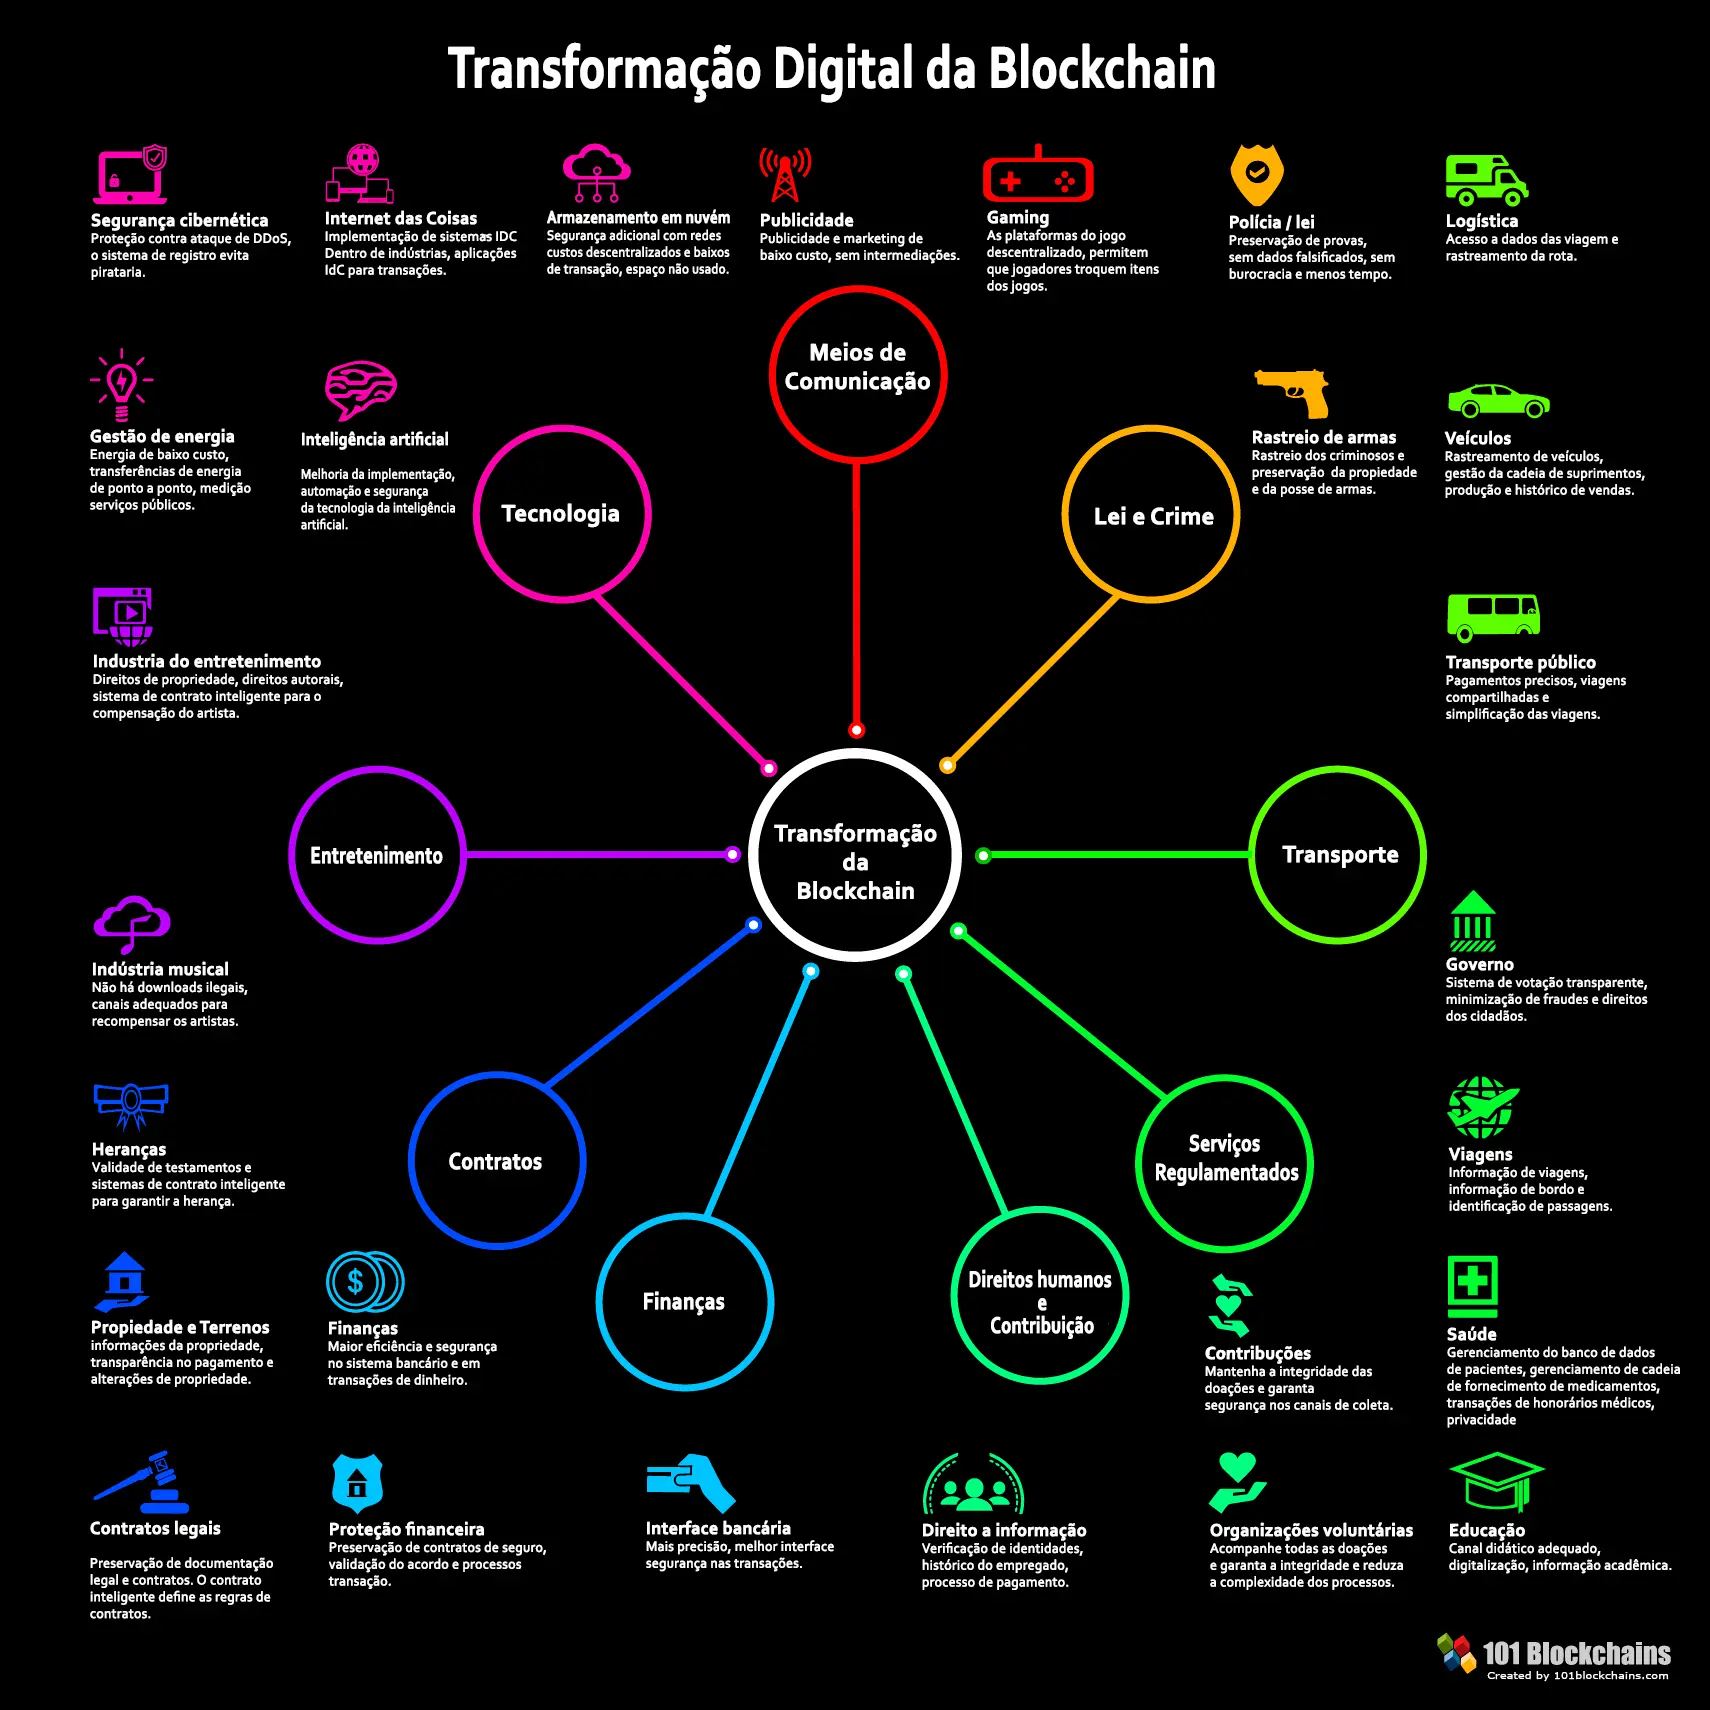 Transformação Digital da Blockchain
Segurança cibernética
Proteção contra ataque de DDoS,
o sistema de registro evita
pirataria.
Internet das Coisas
Implementação de sistemas IDC
Dentro de indústrias, aplicações
IdC para transações.
Armazenamento em nuvém
Segurança adicional com redes
custos descentralizados e baixos
de transação, espaço não usado.
Publicidade
Publicidade e marketing de
baixo custo, sem intermediações.
Gaming
As plataformas do jogo
descentralizado, permitem
que jogadores troquem itens
dos jogos.
Polícia / lei
Preservação de provas,
sem dados falsificados, sem
burocracia e menos tempo.
Logística
Acesso a dados das viagem e
rastreamento da rota.
Gestão de energia
Energia de baixo custo,
transferências de energia
de ponto a ponto, medição
serviços públicos.
Inteligência artificial
Melhoria da implementação,
automação e segurança
da tecnologia da inteligência
artificial.
Tecnologia
Meios de
Comunicação
Lei e Crime
Rastreio de armas
Rastreio dos criminosos e
preservação da propiedade
e da posse de armas.
Veículos
Rastreamento de veículos,
gestão da cadeia de suprimentos,
produção e histórico de vendas.
Industria do entretenimento
Direitos de propriedade, direitos autorais,
sistema de contrato inteligente para o
compensação do artista.
Transporte público
Pagamentos precisos, viagens
compartilhadas e
simplificação das viagens.
Entretenimento
Transformação
da
Blockchain
Transporte
Indústria musical
Não há downloads ilegais,
canais adequados para
recompensar os artistas.
Governo
Sistema de votação transparente,
minimização de fraudes e direitos
dos cidadãos.
Heranças
Validade de testamentos e
sistemas de contrato inteligente
para garantir a herança.
Contratos
Serviços
Regulamentados
Viagens
Informação de viagens,
informação de bordo e
identificação de passagens.
Propiedade e Terrenos
informações da propriedade,
transparência no pagamento e
alterações de propriedade.
Finanças
Maior eficiência e segurança
no sistema bancário e em
transações de dinheiro.
Finanças
Direitos humanos
e
Contribuição
Contribuções
Mantenha a integridade das
doações e garanta
segurança nos canais de coleta.
Saúde
Gerenciamento do banco de dados
de pacientes, gerenciamento de cadeia
de fornecimento de medicamentos,
transações de honorários médicos,
privacidade
Contratos legais
Preservação de documentação
legal e contratos. O contrato
inteligente define as regras de
contratos.
Proteção financeira
Preservação de contratos de seguro,
validação do acordo e processos
transação.
Interface bancária
Mais precisão, melhor interface
segurança nas transações.
Direito a informação
Verificação de identidades,
histórico do empregado,
processo de pagamento.
Organizações voluntárias
Acompanhe todas as doações
e garanta a integridade e reduza
a complexidade dos processos.
Educação
Canal didático adequado,
digitalização, informação acadêmica.
101 Blockchains
Created by 101blockchains.com